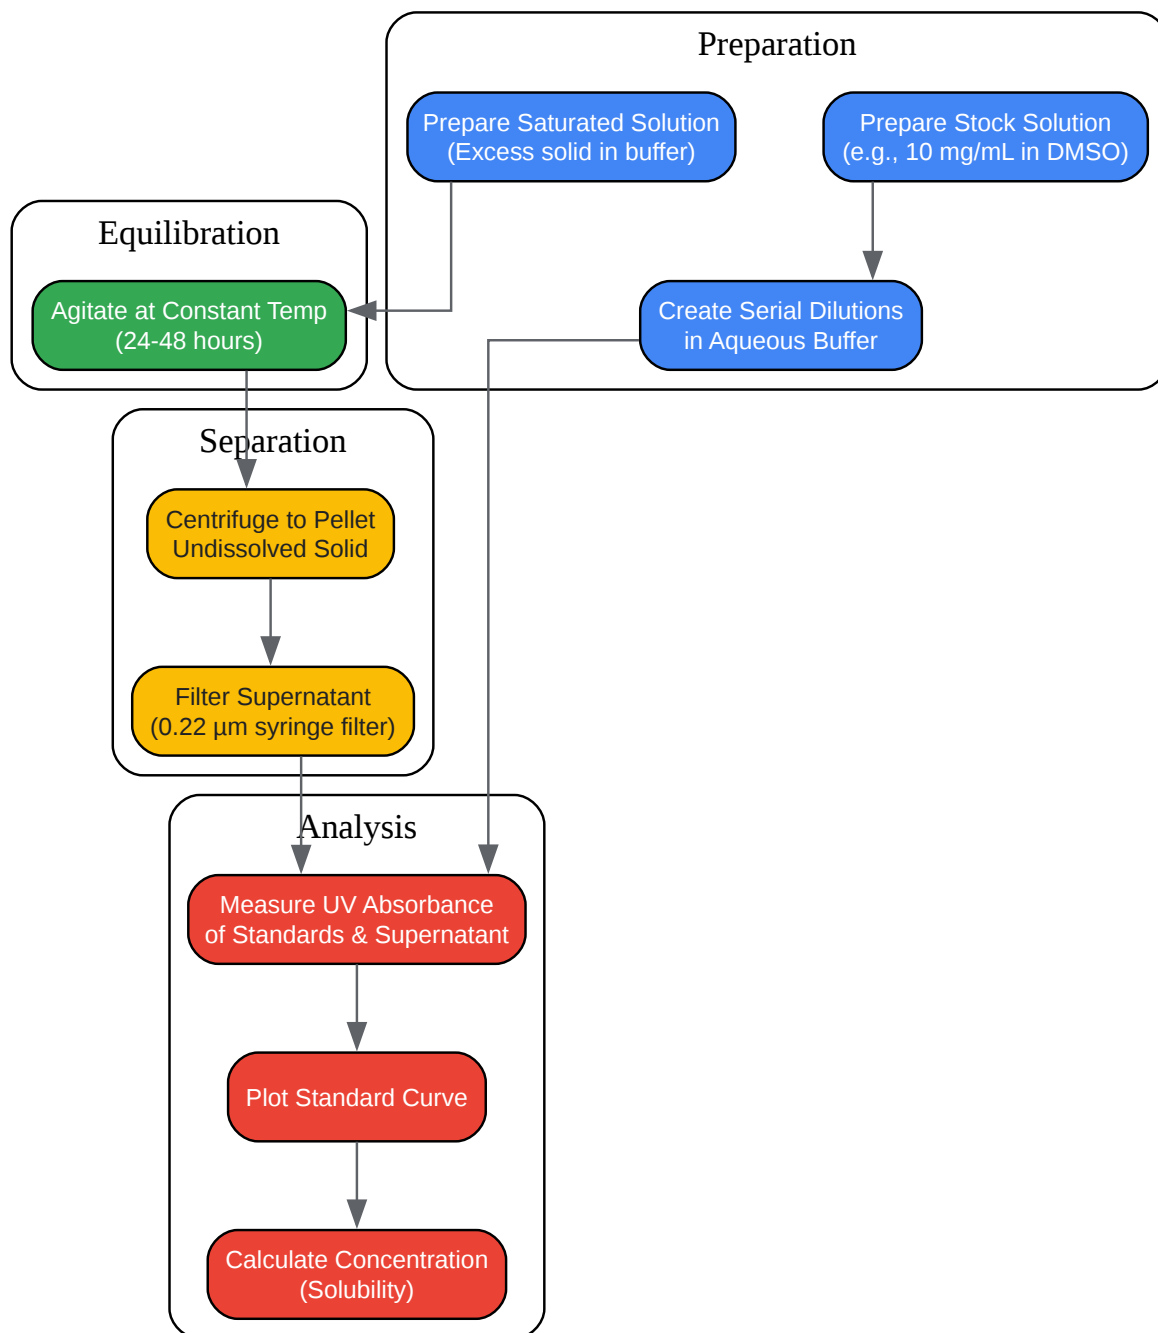 Preparation
Prepare Saturated Solution
(Excess solid in buffer)
Prepare Stock Solution
(e.g., 10 mg/mL in DMSO)
Create Serial Dilutions
in Aqueous Buffer
Equilibration
Agitate at Constant Temp
(24-48 hours)
Separation
Centrifuge to Pellet
Undissolved Solid
Filter Supernatant
(0.22 µm syringe filter)
Analysis
Measure UV Absorbance
of Standards & Supernatant
Plot Standard Curve
Calculate Concentration
(Solubility)